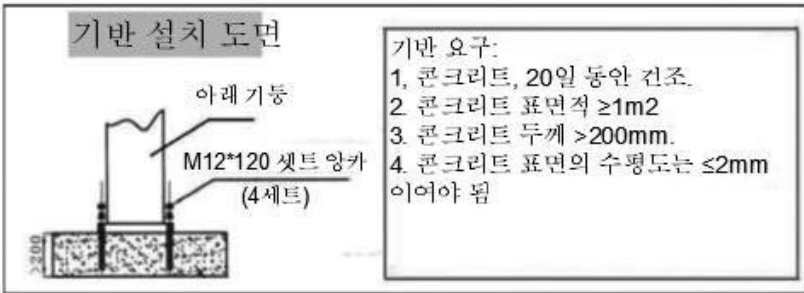 기반 설치 도면
아래 기둥
M12*120 셋트 앙카
(4세트)
>200
기반 요구:
1, 콘크리트, 20일 동안 건조.
2. 콘크리트 표면적 ≥1m2
3. 콘크리트 두께 >200mm.
4. 콘크리트 표면의 수평도는 ≤2mm
이여야 됨